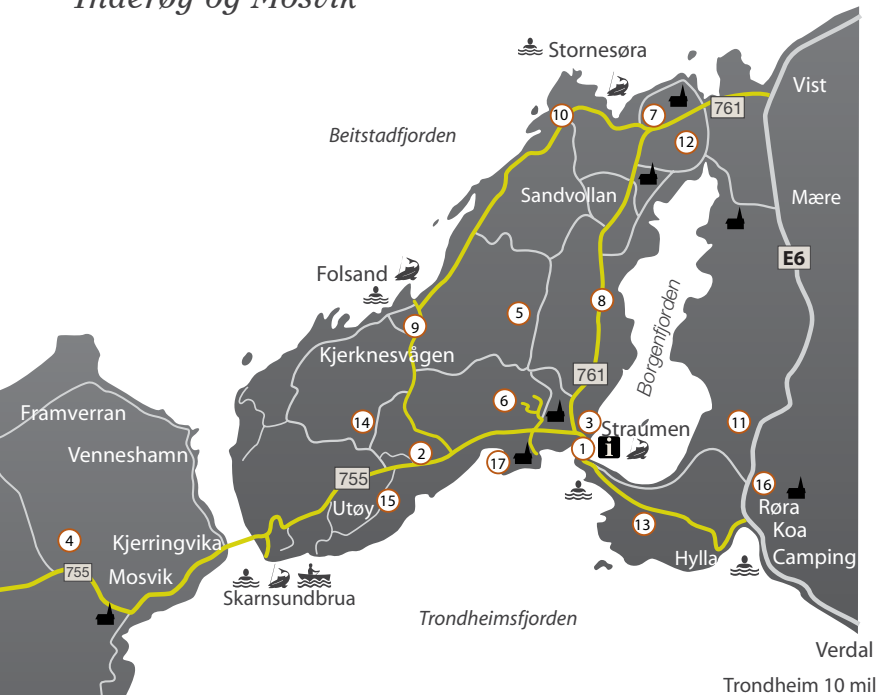 Inderøy og Mosvik
Stornesøra
Vist
761
10
7
12
Beitstadfjorden
Sandvollan
Mære
E6
Folsand
8
5
9
Borgenfjorden
Kjerknesvågen
761
6
Framverran
14
3
11
Straumen
Venneshamn
2
1
i
17
755
16
15
Utøy
Røra
13
Koa
4
Kjerringvika
Hylla
Camping
755
Mosvik
Skarnsundbrua
Trondheimsfjorden
Verdal
Trondheim 10 mil